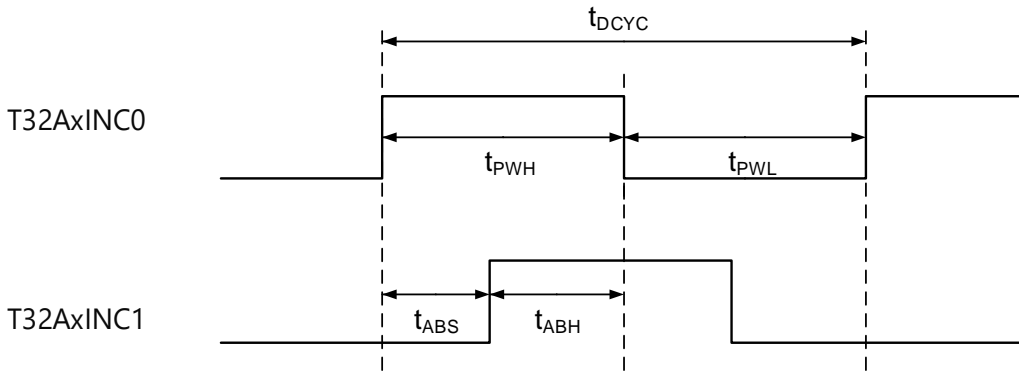 tDCYC
T32AxINC0
tPWH
tPWL
T32AxINC1
tABS
tABH